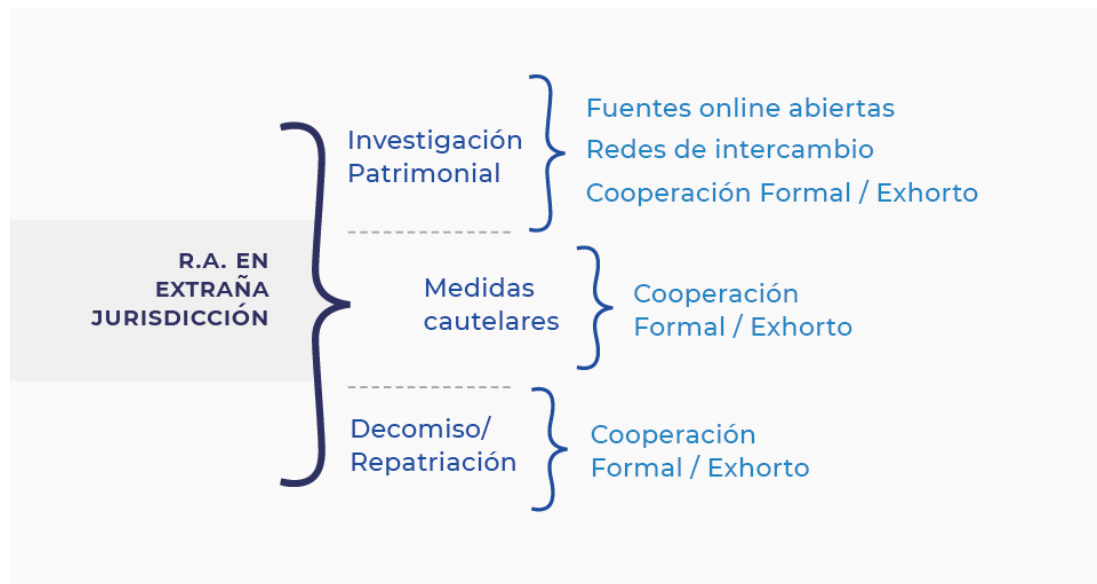 R.A. EN
EXTRAÑA
JURISDICCIÓN
Investigación
Patrimonial
Fuentes online abiertas
Redes de intercambio
Cooperación Formal / Exhorto
Medidas
cautelares
Cooperación
Formal / Exhorto
Decomiso/
Repatriación
Cooperación
Formal / Exhorto